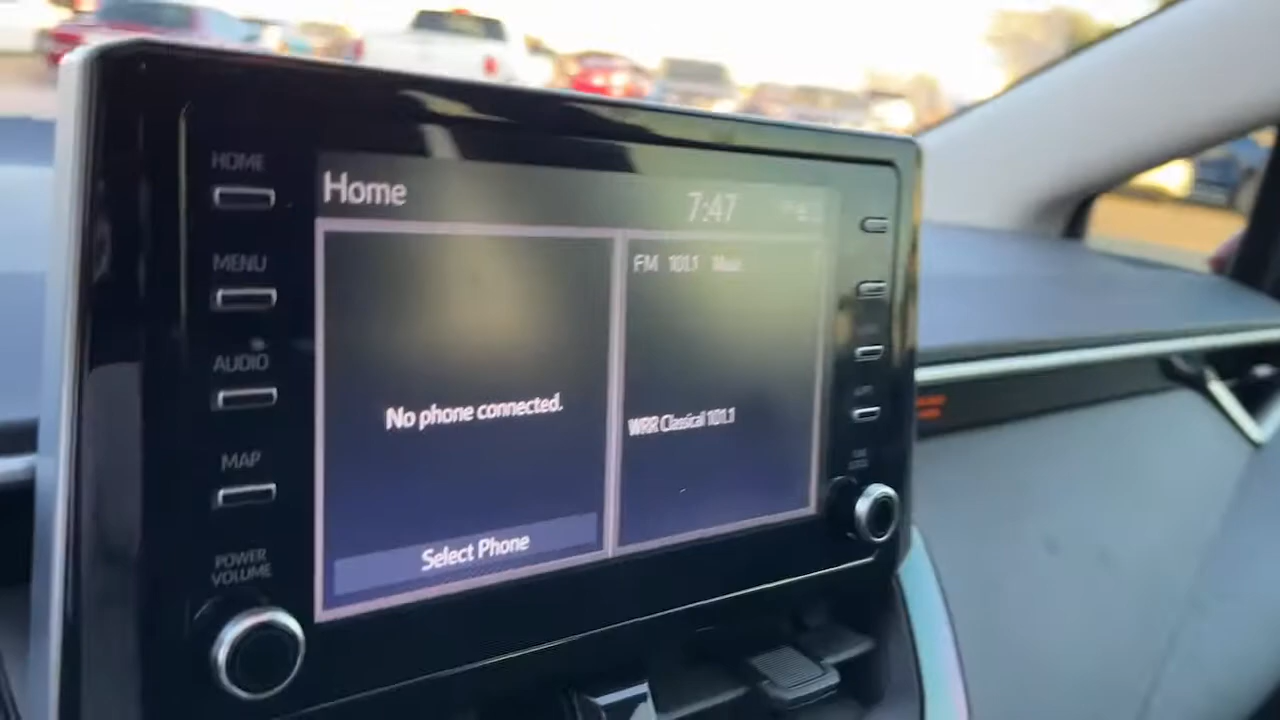 HOME
Home
7:47
MENU
FM 101.1 Music
AUDIO
No phone connected.
WRR Classical 101.1
MAP
Select Phone
POWER
VOLUME